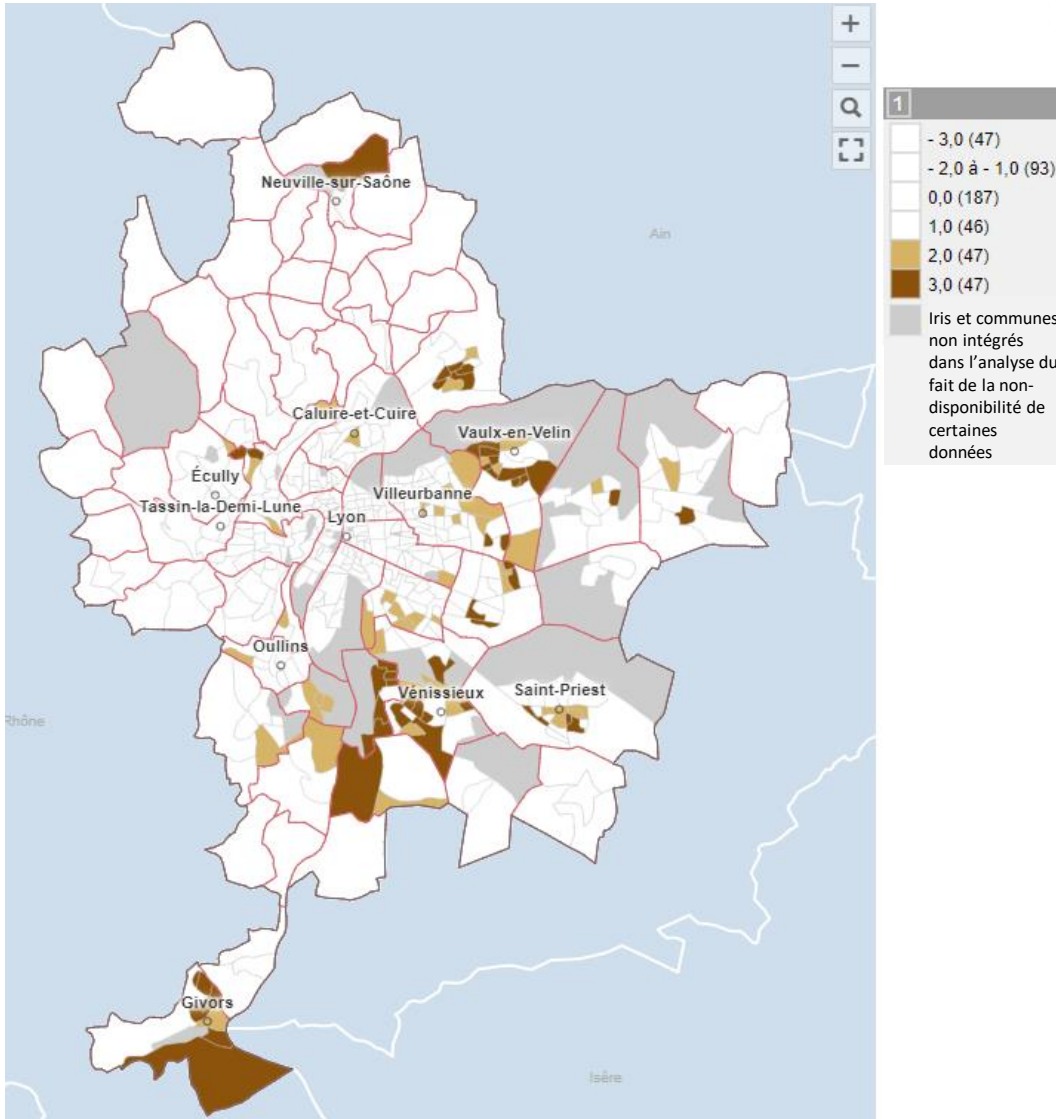 +
−
Neuville-sur-Saône
Ain
Caluire-et-Cuire
Vaulx-en-Velin
Écully
Villeurbanne
Tassin-la-Demi-Lune
Lyon
Oullins
Vénissieux
Saint-Priest
Rhône
Givors
Isère
1
- 3,0 (47)
- 2,0 à - 1,0 (93)
0,0 (187)
1,0 (46)
2,0 (47)
3,0 (47)
Iris et communes
non intégrés
dans l’analyse du
fait de la non-
disponibilité de
certaines
données